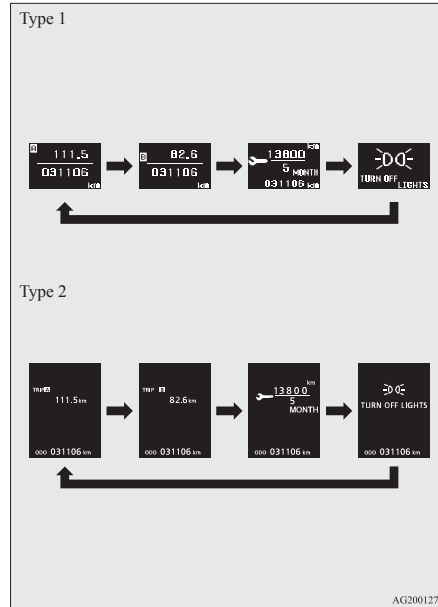 Type 1
A 111.5
031106
km
B 82.6
031106
km
km
13800
5 MONTH
031106 km
TURN OFF
LIGHTS
Type 2
TRIP A
111.5 km
ODO 031106 km
TRIP B
82.6 km
ODO 031106 km
km
13800
5
MONTH
ODO 031106 km
TURN OFF LIGHTS
ODO 031106 km
AG200127